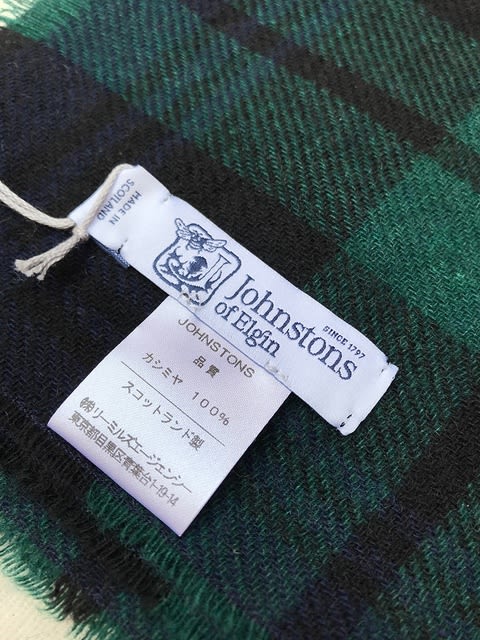 MADE IN
SCOTLAND
Johnstons
of Elgin
SINCE 1797
JOHNSTONS
品質
カシミヤ 100%
スコットランド製
㈱リーミルズエージェンシー
東京都目黒区青葉台1-19-14